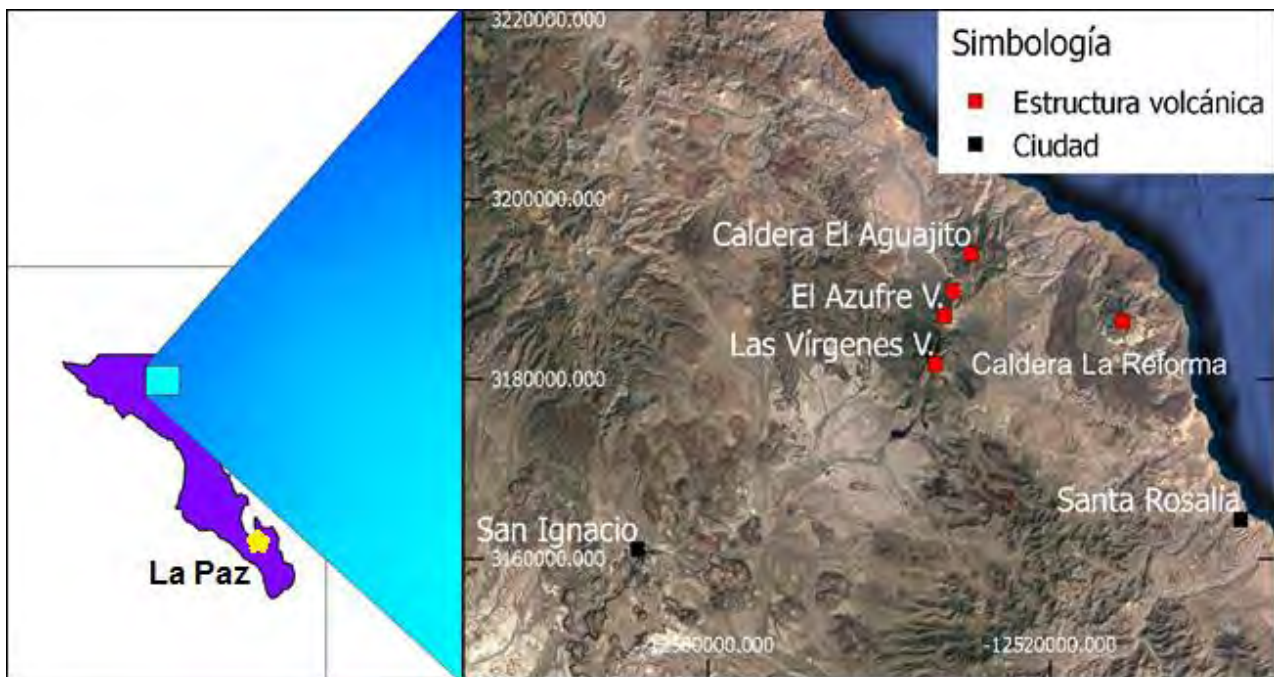 La Paz
3220000.000
Simbología
Estructura volcánica
Ciudad
3200000.000
Caldera El Aguajito
El Azufre V.
Las Vírgenes V.
Caldera La Reforma
3180000.000
Santa Rosalía
San Ignacio
3160000.000
-12520000.000